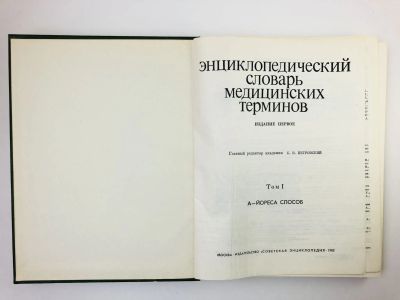 ЭНЦИКЛОПЕДИЧЕСКИЙ
СЛОВАРЬ
МЕДИЦИНСКИХ
ТЕРМИНОВ
ИЗДАНИЕ ПЕРВОЕ
Главный редактор академик Б. В. ПЕТРОВСКИЙ
Том I
А—ЙОРЕСА СПОСОБ
МОСКВА ИЗДАТЕЛЬСТВО «СОВЕТСКАЯ ЭНЦИКЛОПЕДИЯ» 1982